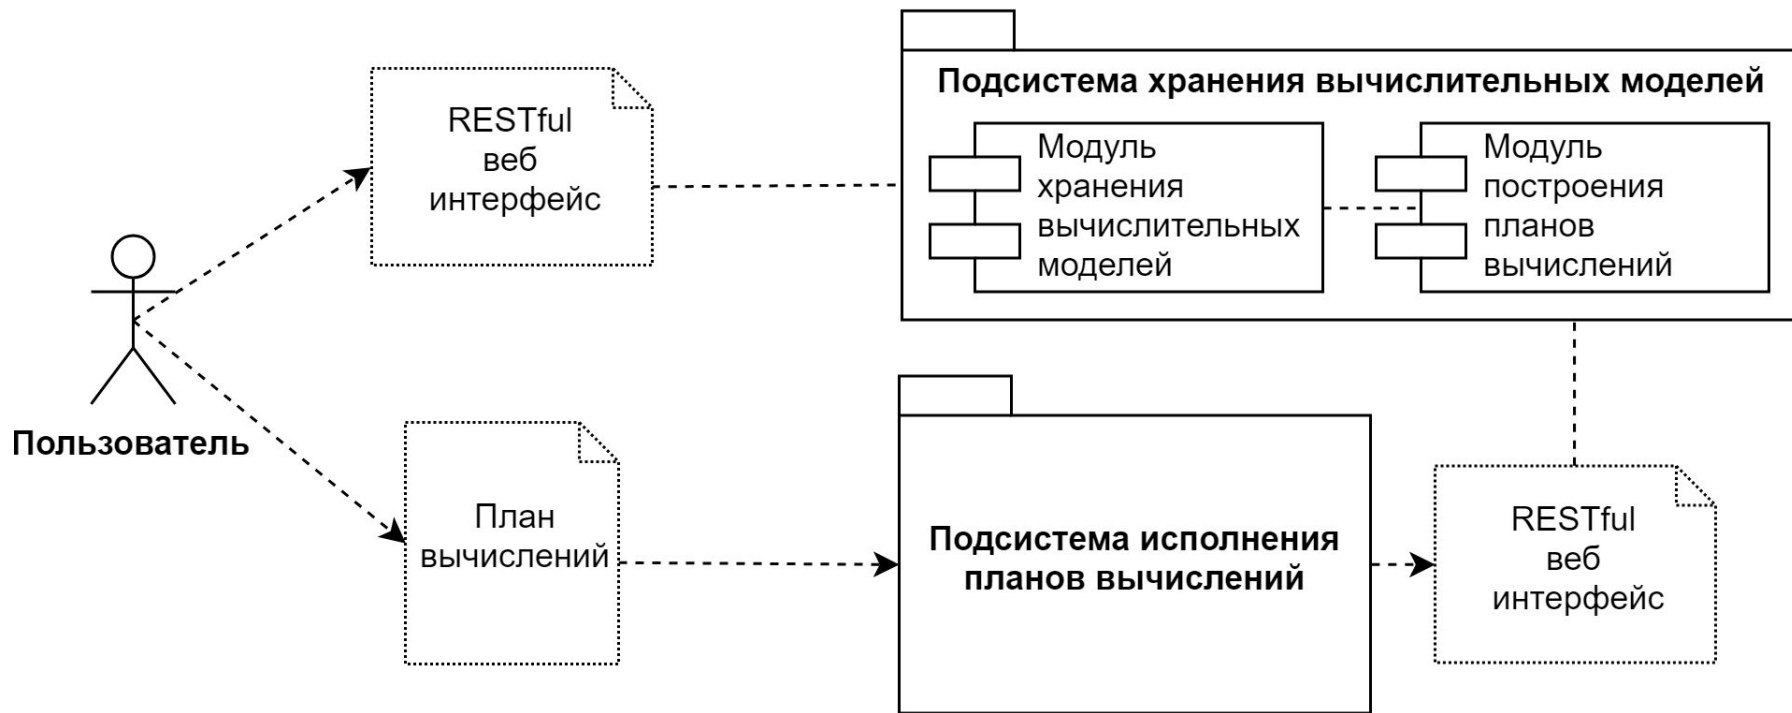 Подсистема хранения вычислительных моделей
RESTful
веб
интерфейс
Модуль
хранения
вычислительных
моделей
Модуль
построения
планов
вычислений
Пользователь
План
вычислений
Подсистема исполнения
планов вычислений
RESTful
веб
интерфейс